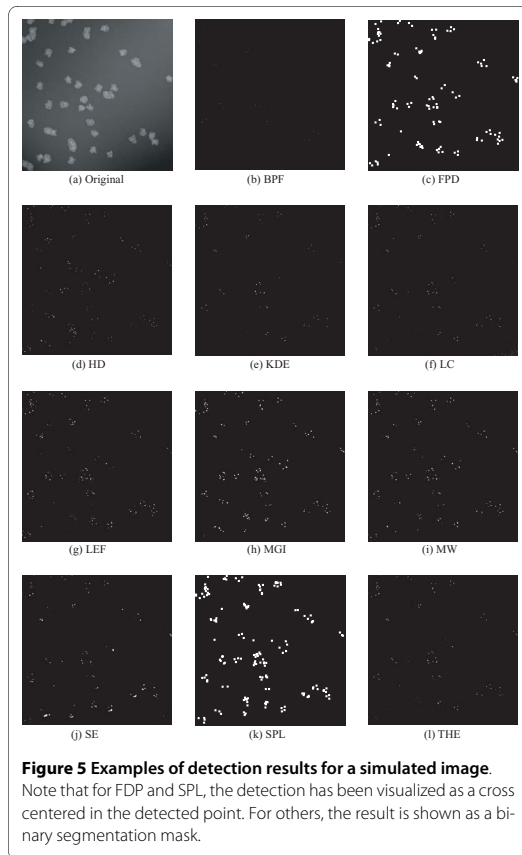 (a) Original (b) BPF (c) FPD
(d) HD (e) KDE (f) LC
(g) LEF (h) MGI (i) MW
(j) SE (k) SPL (l) THE
Figure 5 Examples of detection results for a simulated image.
Note that for FDP and SPL, the detection has been visualized as a cross
centered in the detected point. For others, the result is shown as a bi-
nary segmentation mask.